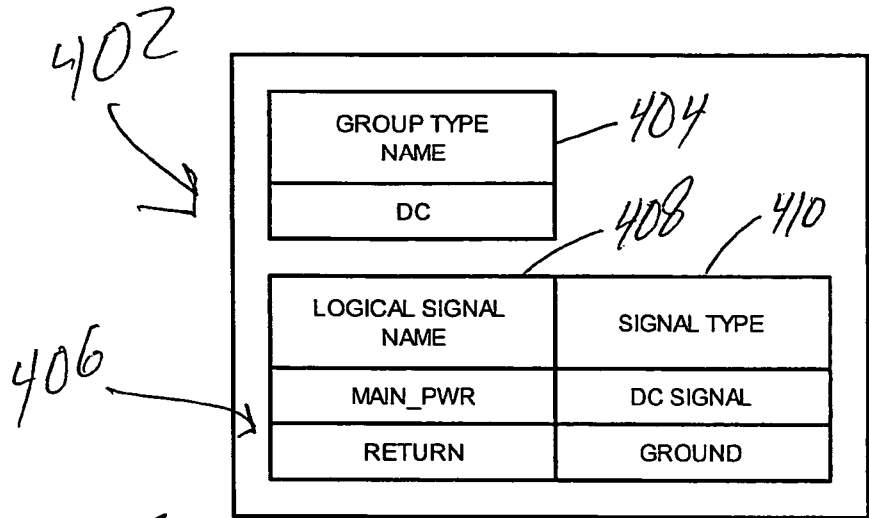 402
GROUP TYPE
NAME
404
DC
408
410
LOGICAL SIGNAL
NAME
SIGNAL TYPE
406
MAIN_PWR
DC SIGNAL
RETURN
GROUND